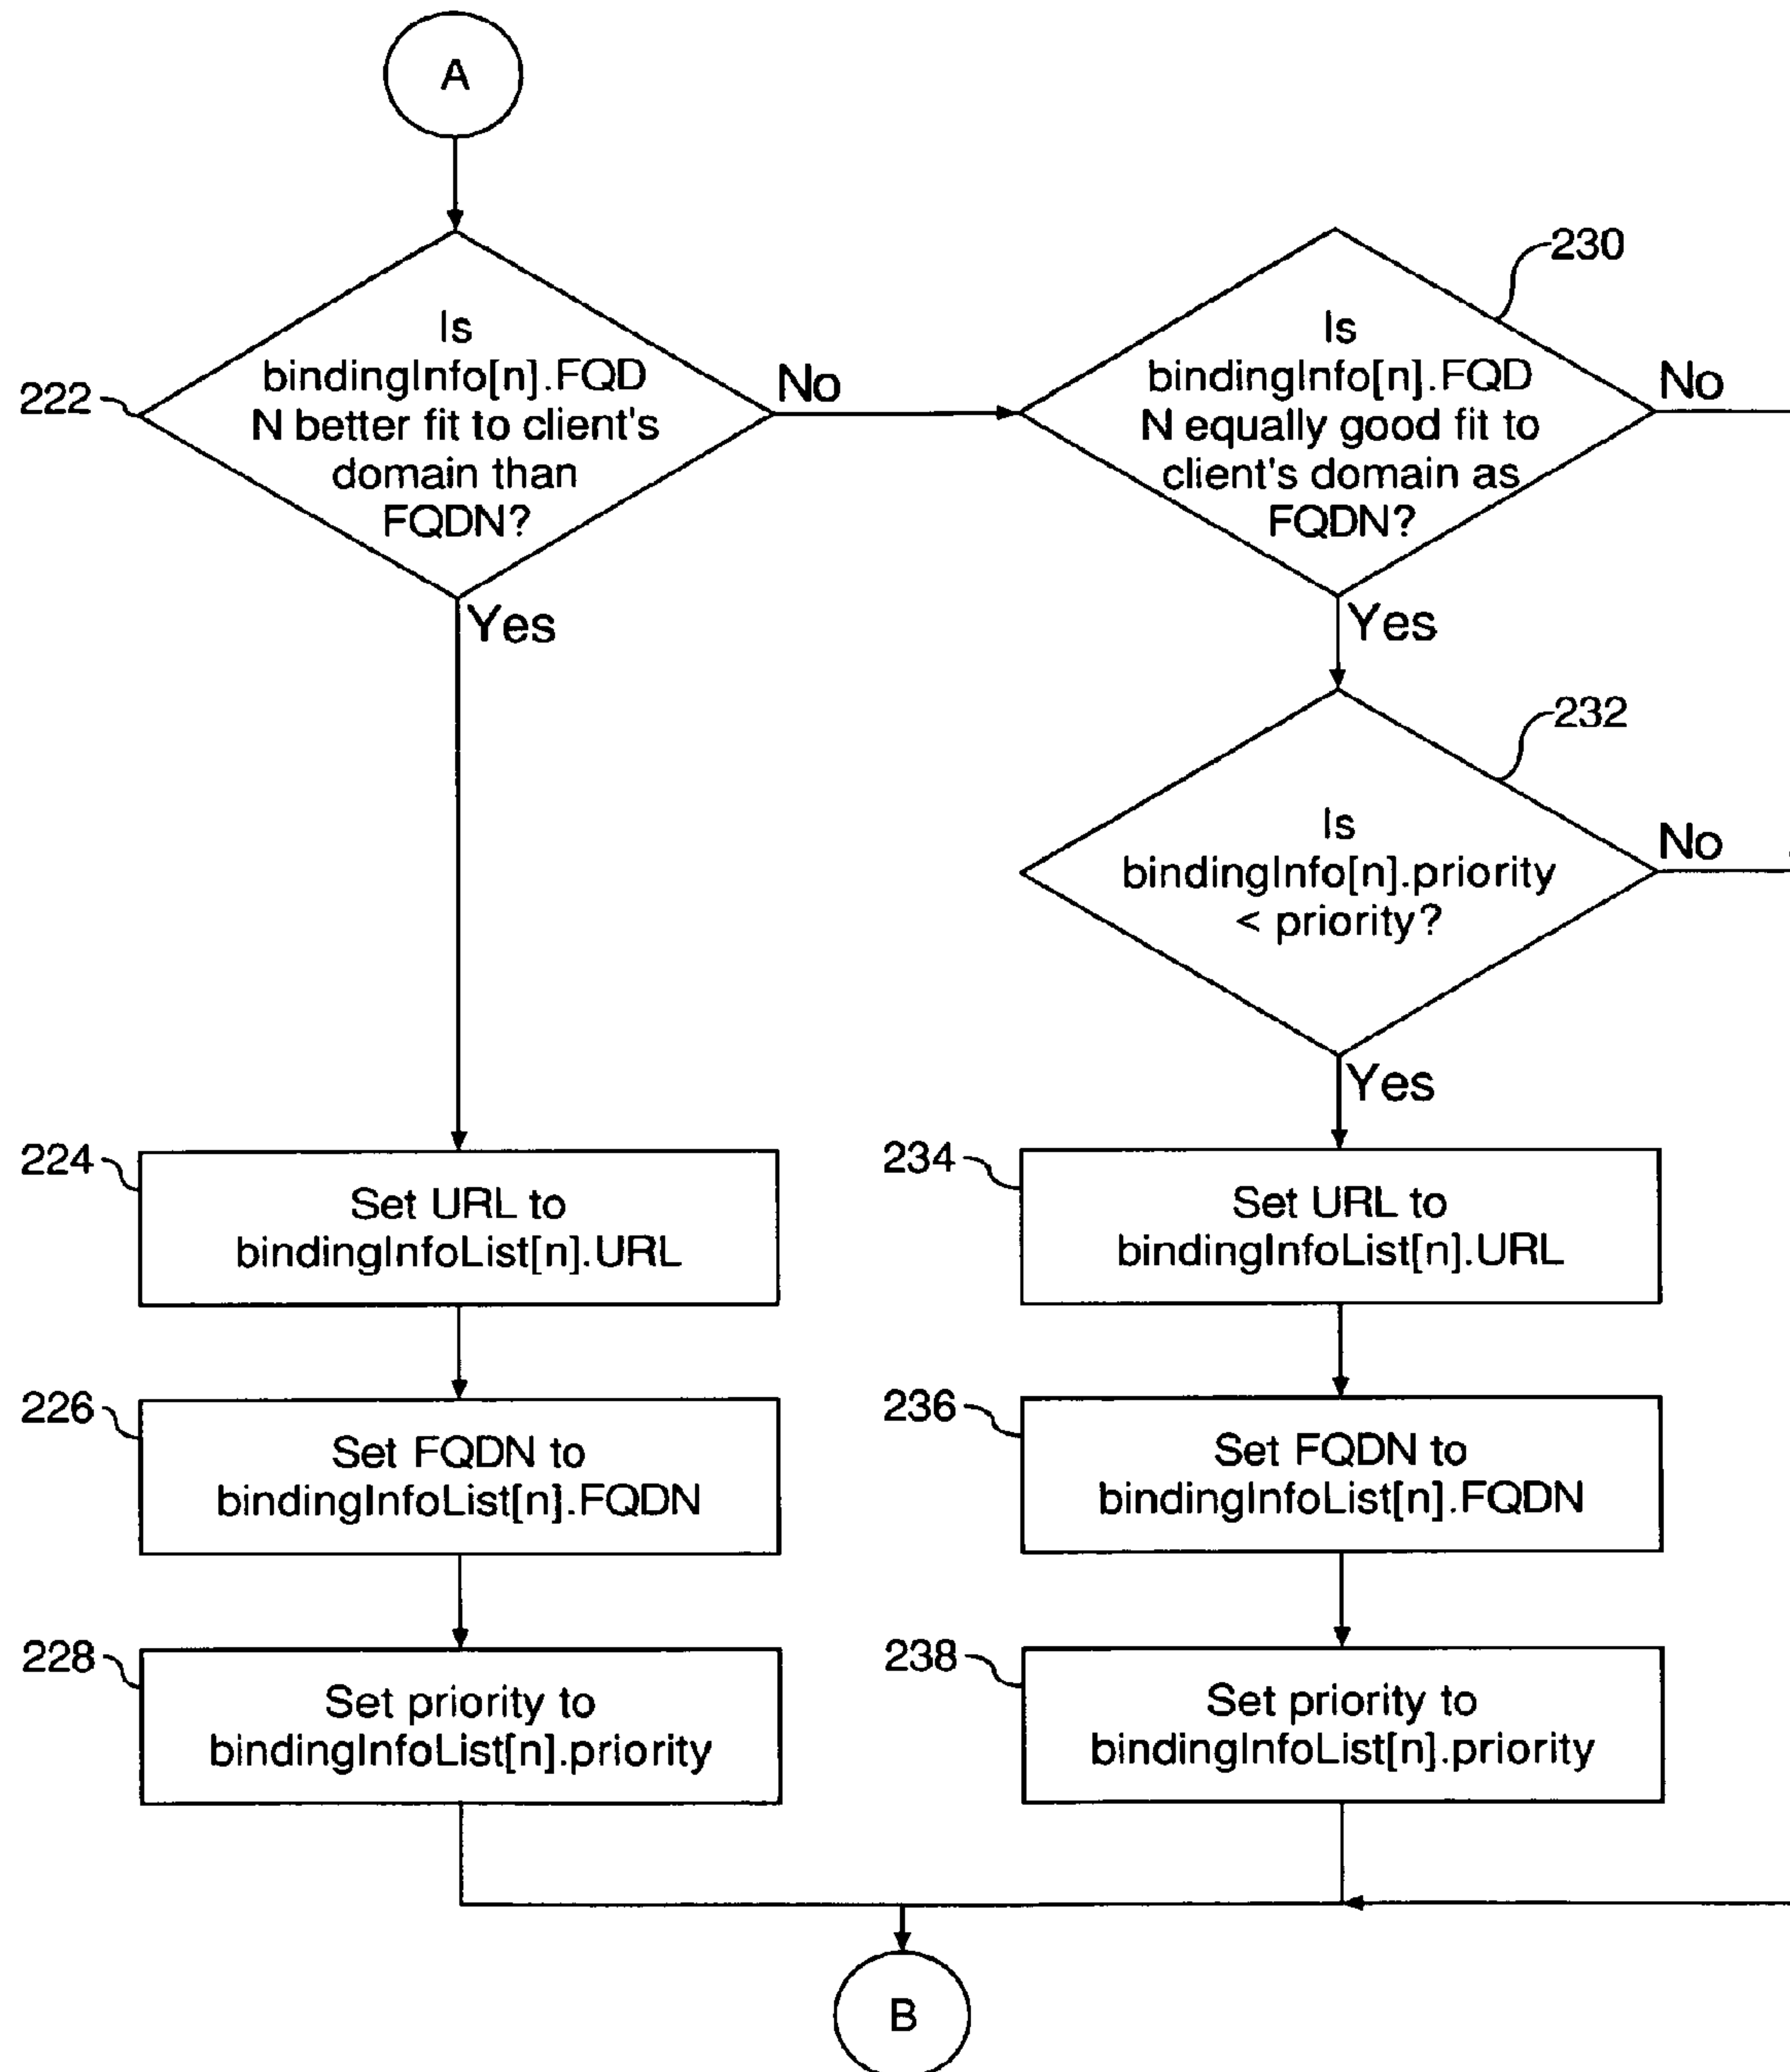 A
222
Is
bindingInfo[n].FQD
N better fit to client's
domain than
FQDN?
No
Yes
230
Is
bindingInfo[n].FQD
N equally good fit to
client's domain as
FQDN?
No
Yes
232
Is
bindingInfo[n].priority
< priority?
No
Yes
224
Set URL to
bindingInfoList[n].URL
234
Set URL to
bindingInfoList[n].URL
226
Set FQDN to
bindingInfoList[n].FQDN
236
Set FQDN to
bindingInfoList[n].FQDN
228
Set priority to
bindingInfoList[n].priority
238
Set priority to
bindingInfoList[n].priority
B